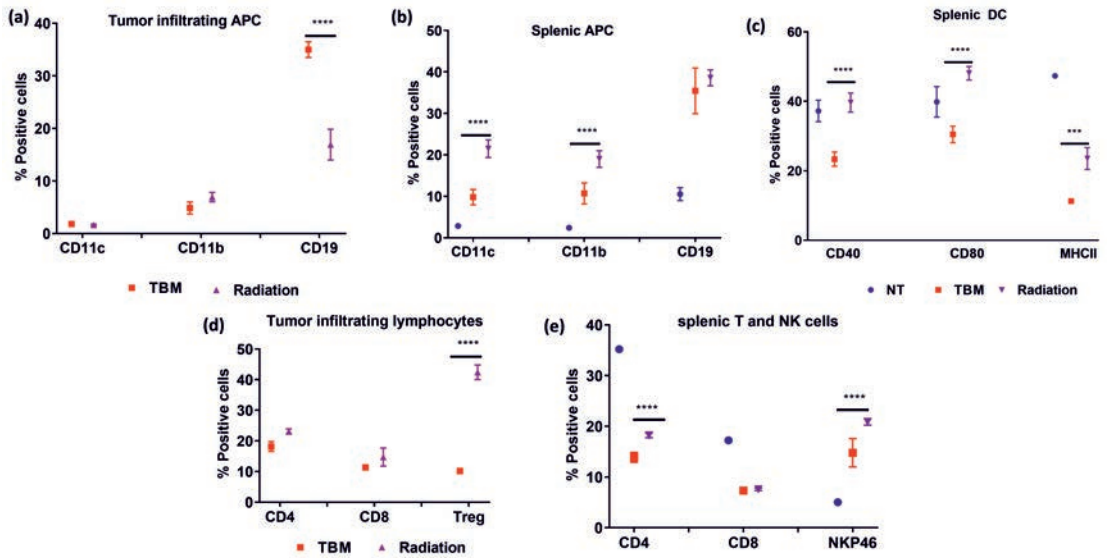 (a)
Tumor infiltrating APC
****
% Positive cells
40
30
20
10
0
CD11c CD11b CD19
TBM Radiation
(b)
Splenic APC
**** ****
% Positive cells
50
40
30
20
10
0
CD11c CD11b CD19
(c)
Splenic DC
**** **** ***
% Positive cells
60
40
20
0
CD40 CD80 MHCII
NT TBM Radiation
(d)
Tumor infiltrating lymphocytes
****
% Positive cells
50
40
30
20
10
0
CD4 CD8 Treg
TBM Radiation
(e)
splenic T and NK cells
**** ****
% Positive cells
40
30
20
10
0
CD4 CD8 NKP46
NT TBM Radiation